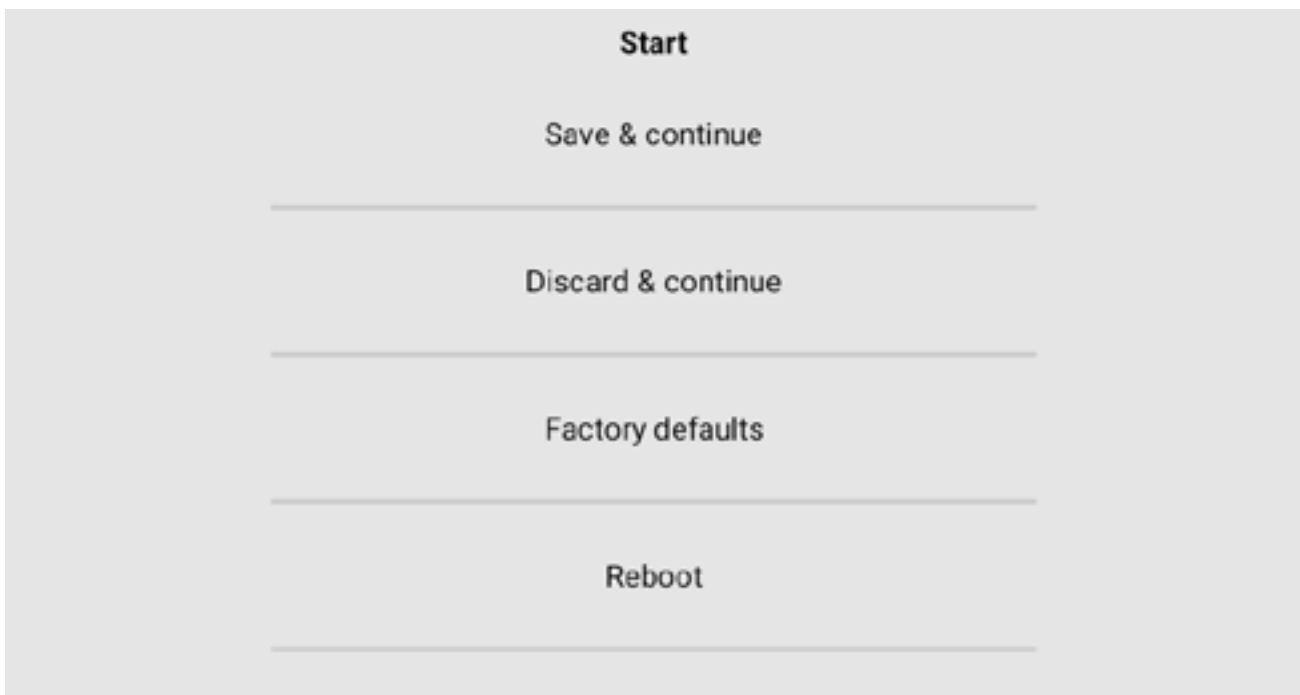 Start
Save & continue
Discard & continue
Factory defaults
Reboot